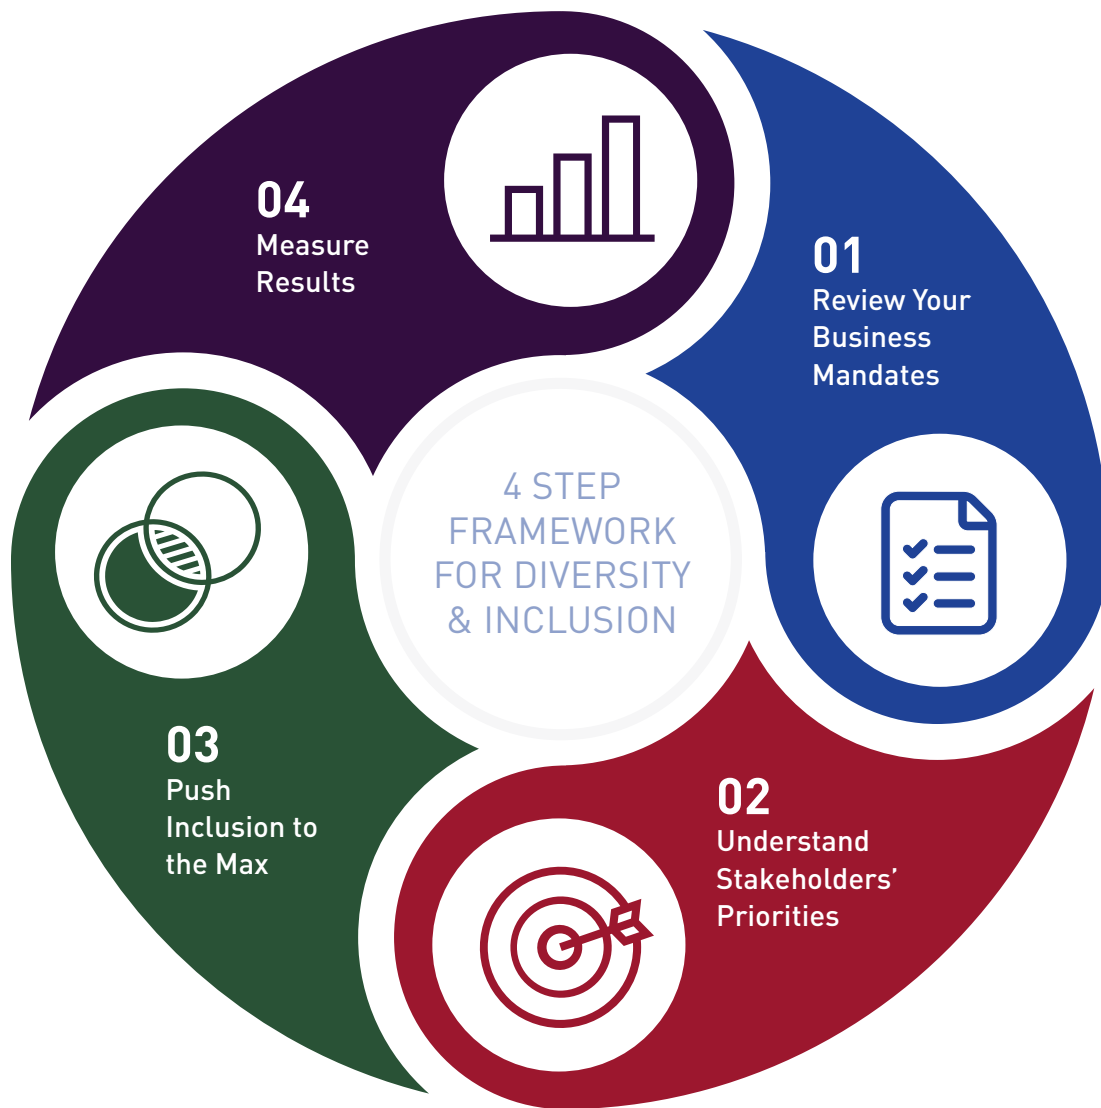 4 STEP
FRAMEWORK
FOR DIVERSITY
& INCLUSION
01
Review Your
Business
Mandates
02
Understand
Stakeholders’
Priorities
03
Push
Inclusion to
the Max
04
Measure
Results